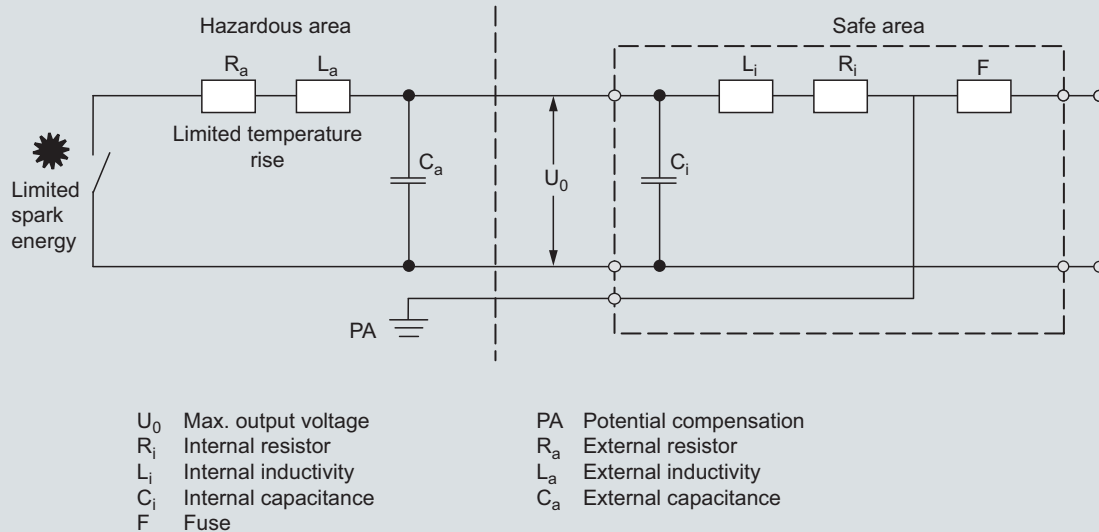 Hazardous area
Safe area
Rₐ
Lₐ
Lᵢ
Rᵢ
F
Limited temperature
rise
Cₐ
U₀
Cᵢ
Limited
spark
energy
PA
U₀ Max. output voltage
Rᵢ Internal resistor
Lᵢ Internal inductivity
Cᵢ Internal capacitance
F Fuse
PA Potential compensation
Rₐ External resistor
Lₐ External inductivity
Cₐ External capacitance